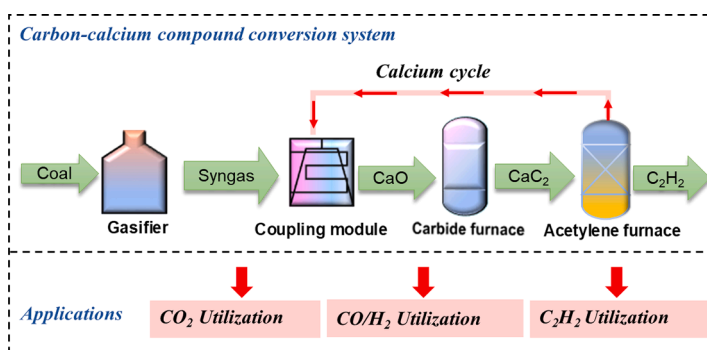 Carbon-calcium compound conversion system
Calcium cycle
Coal
Syngas
CaO
CaC₂
C₂H₂
Gasifier
Coupling module
Carbide furnace
Acetylene furnace
Applications
CO₂ Utilization
CO/H₂ Utilization
C₂H₂ Utilization